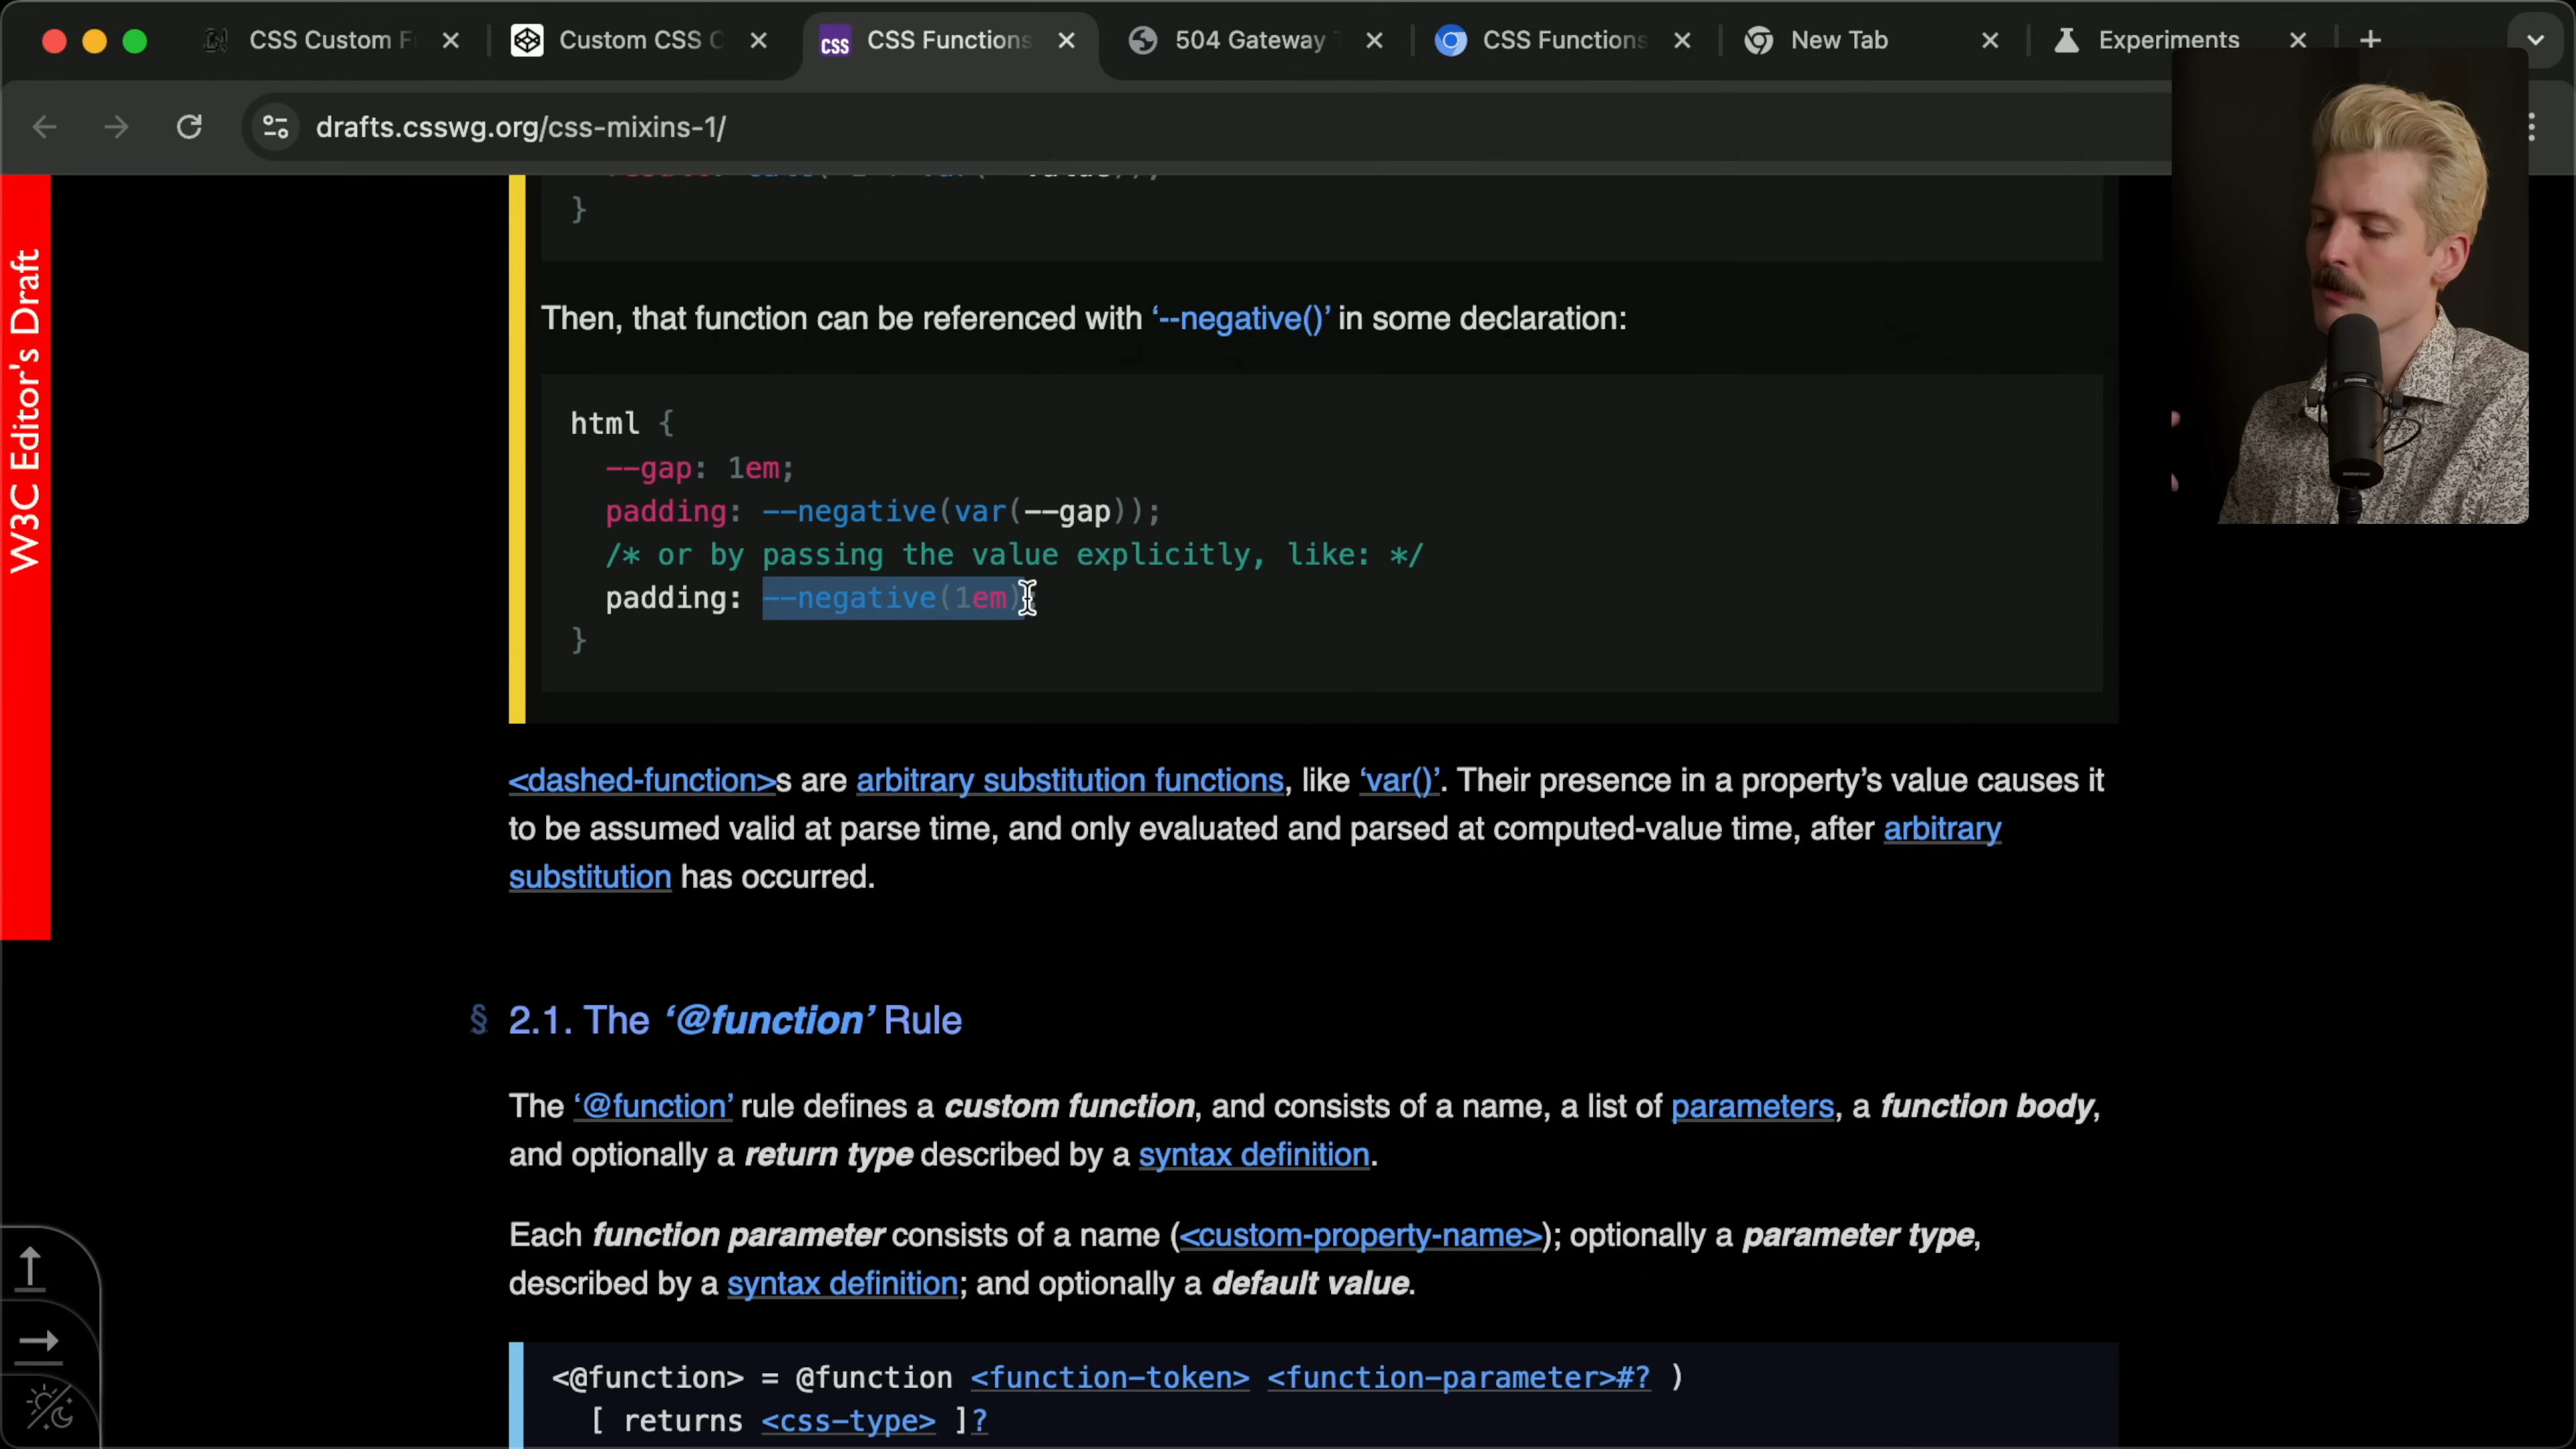 CSS Custom F
Custom CSS C
CSS Functions
504 Gateway T
CSS Functions
New Tab
Experiments
drafts.csswg.org/css-mixins-1/
W3C Editor's Draft
}
Then, that function can be referenced with ‘--negative()’ in some declaration:
html {
--gap: 1em;
padding: --negative(var(--gap));
/* or by passing the value explicitly, like: */
padding: --negative(1em);
}
<dashed-function>s are arbitrary substitution functions, like ‘var()’. Their presence in a property’s value causes it
to be assumed valid at parse time, and only evaluated and parsed at computed-value time, after arbitrary
substitution has occurred.
§ 2.1. The ‘@function’ Rule
The ‘@function’ rule defines a custom function, and consists of a name, a list of parameters, a function body,
and optionally a return type described by a syntax definition.
Each function parameter consists of a name (<custom-property-name>); optionally a parameter type,
described by a syntax definition; and optionally a default value.
<@function> = @function <function-token> <function-parameter>#? )
[ returns <css-type> ]?